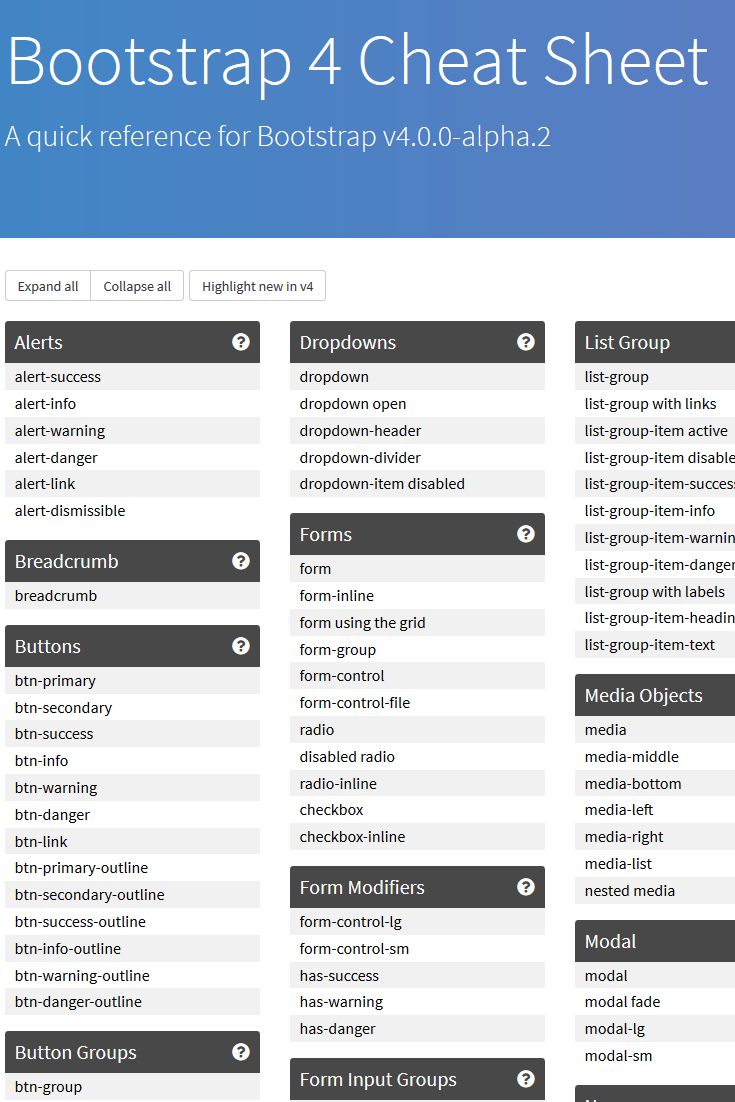 Bootstrap 4 Cheat Sheet
A quick reference for Bootstrap v4.0.0-alpha.2
Expand all
Collapse all
Highlight new in v4
Alerts
alert-success
alert-info
alert-warning
alert-danger
alert-link
alert-dismissible
Breadcrumb
breadcrumb
Buttons
btn-primary
btn-secondary
btn-success
btn-info
btn-warning
btn-danger
btn-link
btn-primary-outline
btn-secondary-outline
btn-success-outline
btn-info-outline
btn-warning-outline
btn-danger-outline
Button Groups
btn-group
Dropdowns
dropdown
dropdown open
dropdown-header
dropdown-divider
dropdown-item disabled
Forms
form
form-inline
form using the grid
form-group
form-control
form-control-file
radio
disabled radio
radio-inline
checkbox
checkbox-inline
Form Modifiers
form-control-lg
form-control-sm
has-success
has-warning
has-danger
Form Input Groups
List Group
list-group
list-group with links
list-group-item active
list-group-item disable
list-group-item-succes
list-group-item-info
list-group-item-warnin
list-group-item-danger
list-group with labels
list-group-item-headin
list-group-item-text
Media Objects
media
media-middle
media-bottom
media-left
media-right
media-list
nested media
Modal
modal
modal fade
modal-lg
modal-sm